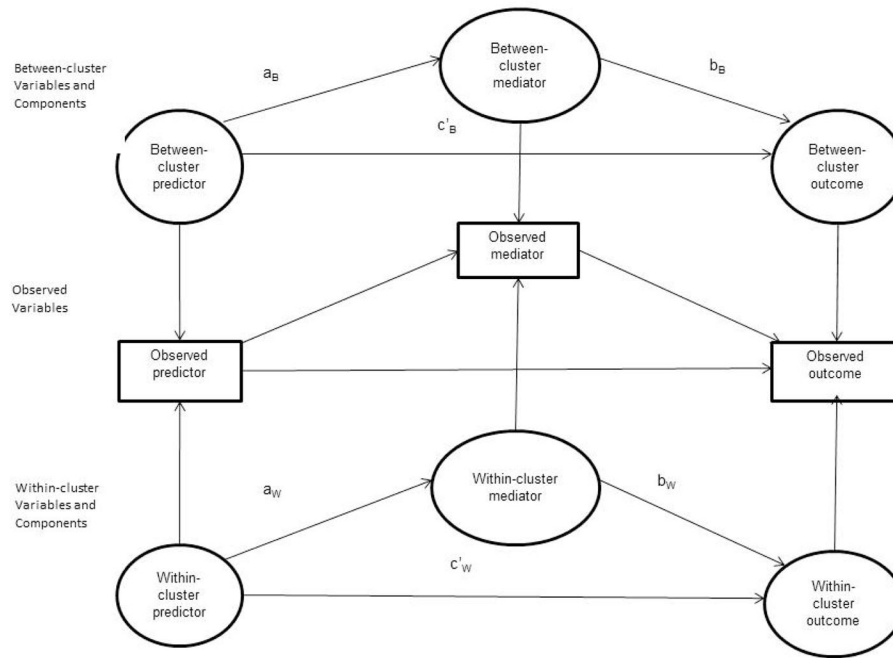 Between-cluster
Variables and
Components
a_B
Between-
cluster
mediator
b_B
c'_B
Between-
cluster
predictor
Between-
cluster
outcome
Observed
mediator
Observed
Variables
Observed
predictor
Observed
outcome
Within-cluster
Variables and
Components
a_W
Within-cluster
mediator
b_W
c'_W
Within-
cluster
predictor
Within-
cluster
outcome